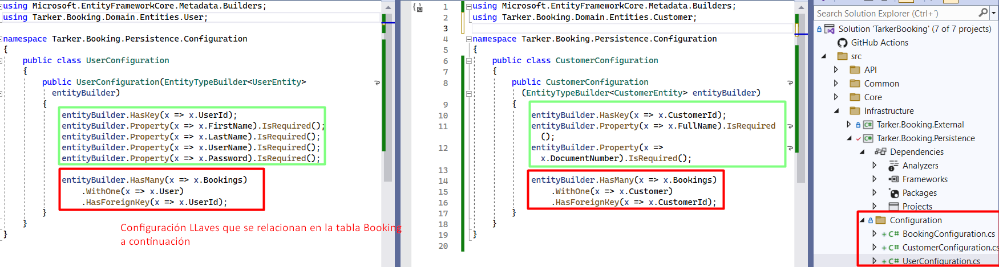 using Microsoft.EntityFrameworkCore.Metadata.Builders;
using Tarker.Booking.Domain.Entities.User;
namespace Tarker.Booking.Persistence.Configuration
{
public class UserConfiguration
{
public UserConfiguration(EntityTypeBuilder<UserEntity>
entityBuilder)
{
entityBuilder.HasKey(x => x.UserId);
entityBuilder.Property(x => x.FirstName).IsRequired();
entityBuilder.Property(x => x.LastName).IsRequired();
entityBuilder.Property(x => x.UserName).IsRequired();
entityBuilder.Property(x => x.Password).IsRequired();
entityBuilder.HasMany(x => x.Bookings)
.WithOne(x => x.User)
.HasForeignKey(x => x.UserId);
}
}
}
Configuración LLaves que se relacionan en la tabla Booking
a continuación
1 using Microsoft.EntityFrameworkCore.Metadata.Builders;
2 using Tarker.Booking.Domain.Entities.Customer;
3
4 namespace Tarker.Booking.Persistence.Configuration
5 {
6 public class CustomerConfiguration
7 {
8 public CustomerConfiguration
(EntityTypeBuilder<CustomerEntity> entityBuilder)
9 {
10 entityBuilder.HasKey(x => x.CustomerId);
11 entityBuilder.Property(x => x.FullName).IsRequired
();
12 entityBuilder.Property(x =>
x.DocumentNumber).IsRequired();
13
14 entityBuilder.HasMany(x => x.Bookings)
15 .WithOne(x => x.Customer)
16 .HasForeignKey(x => x.CustomerId);
17 }
18 }
19 }
20
Search Solution Explorer (Ctrl+´)
Solution 'TarkerBooking' (7 of 7 projects)
GitHub Actions
src
API
Common
Core
Infrastructure
Tarker.Booking.External
Tarker.Booking.Persistence
Dependencies
Analyzers
Frameworks
Packages
Projects
Configuration
+ C# BookingConfiguration.cs
+ C# CustomerConfiguration.cs
+ C# UserConfiguration.cs